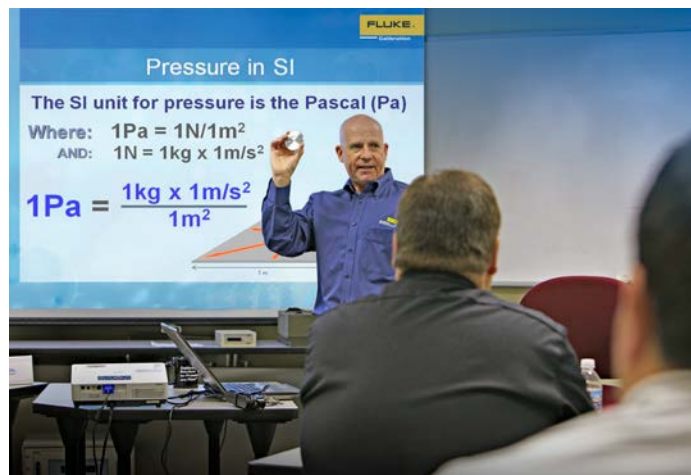 FLUKE®
Calibration
Pressure in SI
The SI unit for pressure is the Pascal (Pa)
Where: 1Pa = 1N/1m²
AND: 1N = 1kg x 1m/s²
1Pa = 1kg x 1m/s²
1m²
1 m